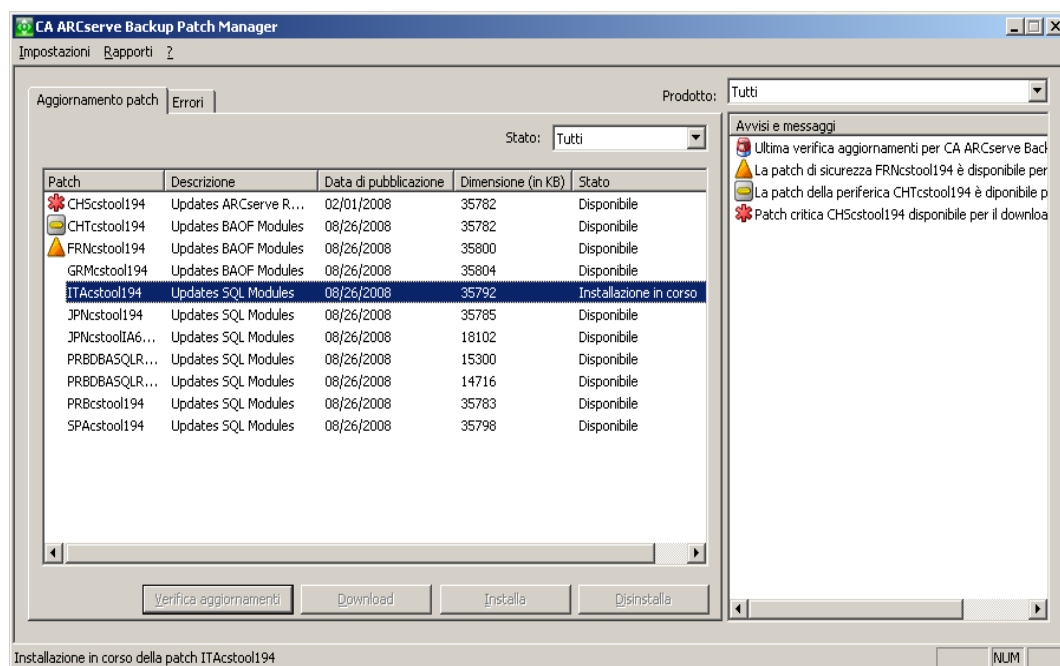 CA ARCserve Backup Patch Manager
Impostazioni Rapporti ?
Aggiornamento patch Errori
Prodotto: Tutti
Stato: Tutti
Patch Descrizione Data di pubblicazione Dimensione (in KB) Stato
CHScstool194 Updates ARCserve R... 02/01/2008 35782 Disponibile
CHTcstool194 Updates BAOF Modules 08/26/2008 35782 Disponibile
FRNcstool194 Updates BAOF Modules 08/26/2008 35800 Disponibile
GRMcstool194 Updates BAOF Modules 08/26/2008 35804 Disponibile
ITAcstool194 Updates SQL Modules 08/26/2008 35792 Installazione in corso
JPNcstool194 Updates SQL Modules 08/26/2008 35785 Disponibile
JPNcstoolIA6... Updates SQL Modules 08/26/2008 18102 Disponibile
PRBDBASQLR... Updates SQL Modules 08/26/2008 15300 Disponibile
PRBDBASQLR... Updates SQL Modules 08/26/2008 14716 Disponibile
PRBcstool194 Updates SQL Modules 08/26/2008 35783 Disponibile
SPAcstool194 Updates SQL Modules 08/26/2008 35798 Disponibile
Verifica aggiornamenti Download Installa Disinstalla
Avvisi e messaggi
Ultima verifica aggiornamenti per CA ARCserve Back
La patch di sicurezza FRNcstool194 è disponibile per
La patch della periferica CHTcstool194 è diponibile p
Patch critica CHScstool194 disponibile per il downloa
Installazione in corso della patch ITAcstool194
NUM